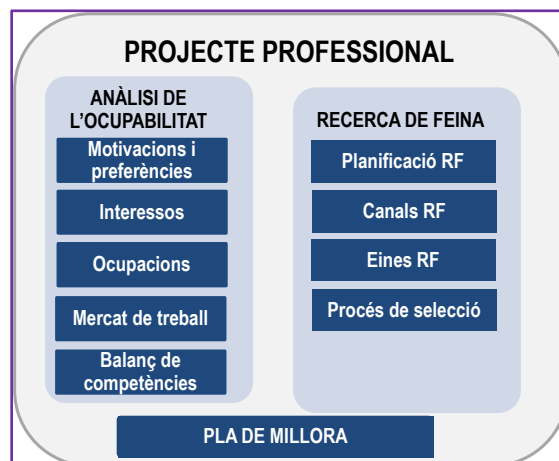 PROJECTE PROFESSIONAL
ANÀLISI DE
L'OCUPABILITAT
Motivacions i
preferències
Interessos
Ocupacions
Mercat de treball
Balanç de
competències
RECERCA DE FEINA
Planificació RF
Canals RF
Eines RF
Procés de selecció
PLA DE MILLORA